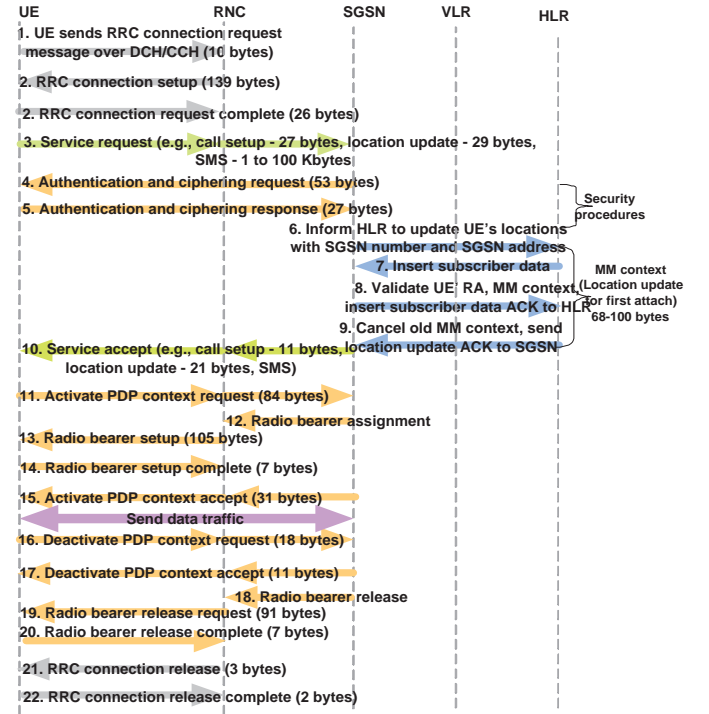 UE RNC SGSN VLR HLR
1. UE sends RRC connection request
message over DCH/CCH (10 bytes)
2. RRC connection setup (139 bytes)
2. RRC connection request complete (26 bytes)
3. Service request (e.g., call setup - 27 bytes, location update - 29 bytes,
SMS - 1 to 100 Kbytes
4. Authentication and ciphering request (53 bytes)
5. Authentication and ciphering response (27 bytes)
Security
procedures
6. Inform HLR to update UE's locations
with SGSN number and SGSN address
7. Insert subscriber data
8. Validate UE' RA, MM context,
insert subscriber data ACK to HLR
MM context
(Location update
for first attach)
68-100 bytes
9. Cancel old MM context, send
location update ACK to SGSN
10. Service accept (e.g., call setup - 11 bytes,
location update - 21 bytes, SMS)
11. Activate PDP context request (84 bytes)
12. Radio bearer assignment
13. Radio bearer setup (105 bytes)
14. Radio bearer setup complete (7 bytes)
15. Activate PDP context accept (31 bytes)
Send data traffic
16. Deactivate PDP context request (18 bytes)
17. Deactivate PDP context accept (11 bytes)
18. Radio bearer release
19. Radio bearer release request (91 bytes)
20. Radio bearer release complete (7 bytes)
21. RRC connection release (3 bytes)
22. RRC connection release complete (2 bytes)